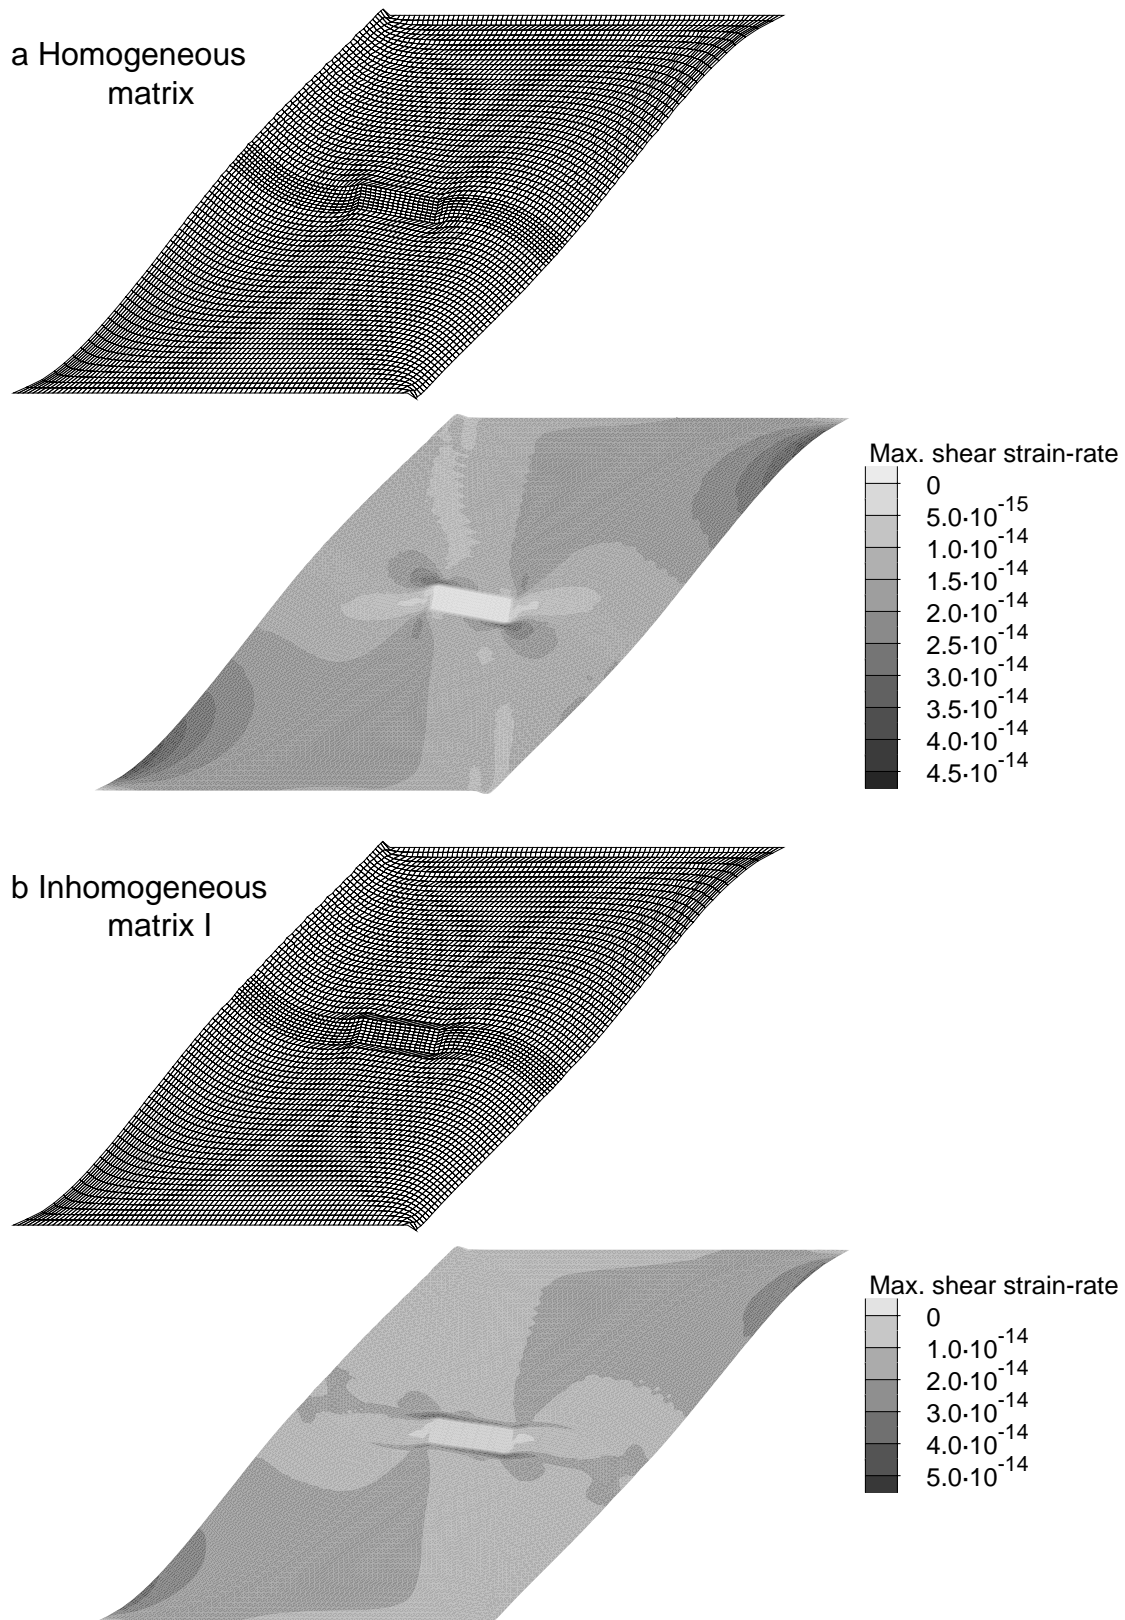 a Homogeneous
matrix
Max. shear strain-rate
0
5.0·10^-15
1.0·10^-14
1.5·10^-14
2.0·10^-14
2.5·10^-14
3.0·10^-14
3.5·10^-14
4.0·10^-14
4.5·10^-14
b Inhomogeneous
matrix I
Max. shear strain-rate
0
1.0·10^-14
2.0·10^-14
3.0·10^-14
4.0·10^-14
5.0·10^-14